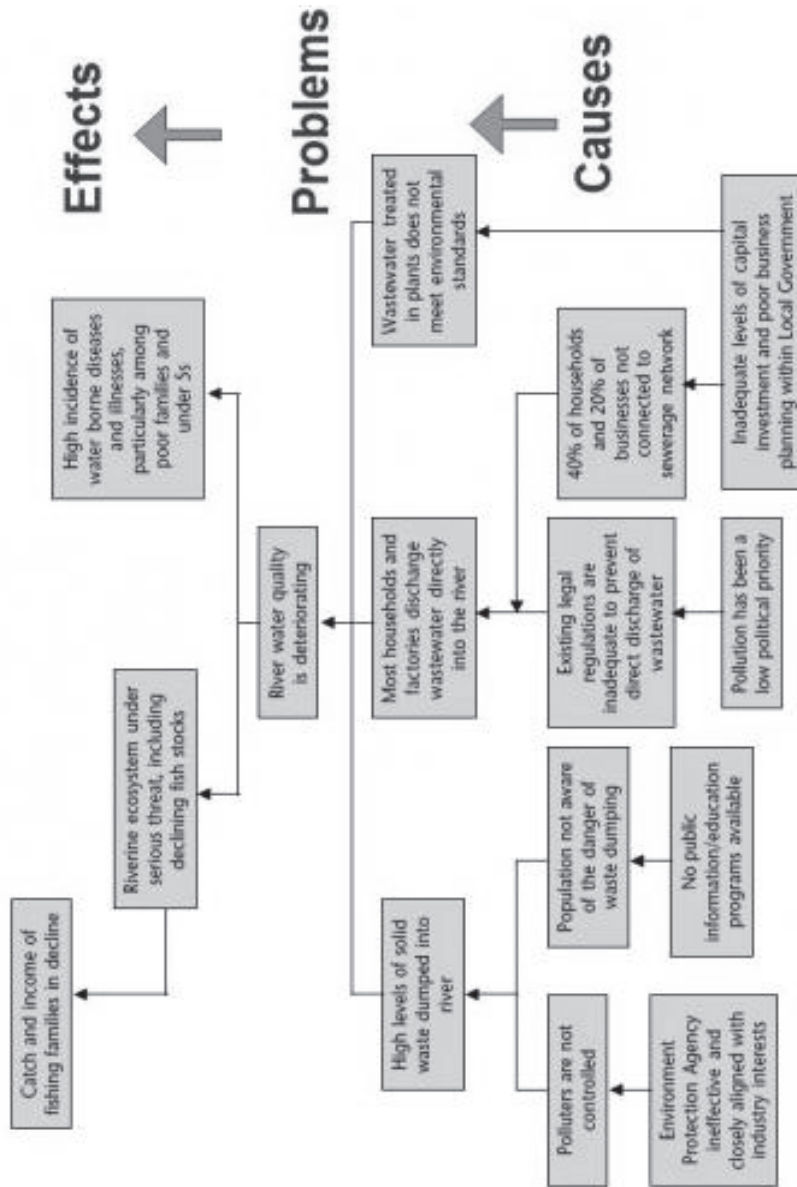 Effects
Problems
Causes
Catch and income of
fishing families in decline
Riverine ecosystem under
serious threat, including
declining fish stocks
High incidence of
water borne diseases
and illnesses,
particularly among
poor families and
under 5s
River water quality
is deteriorating
High levels of solid
waste dumped into
river
Most households and
factories discharge
wastewater directly
into the river
Wastewater treated
in plants does not
meet environmental
standards
Polluters are not
controlled
Population not aware
of the danger of
waste dumping
Existing legal
regulations are
inadequate to prevent
direct discharge of
wastewater
40% of households
and 20% of
businesses not
connected to
sewerage network
Environment
Protection Agency
ineffective and
closely aligned with
industry interests
No public
information/education
programs available
Pollution has been a
low political priority
Inadequate levels of capital
investment and poor business
planning within Local Government